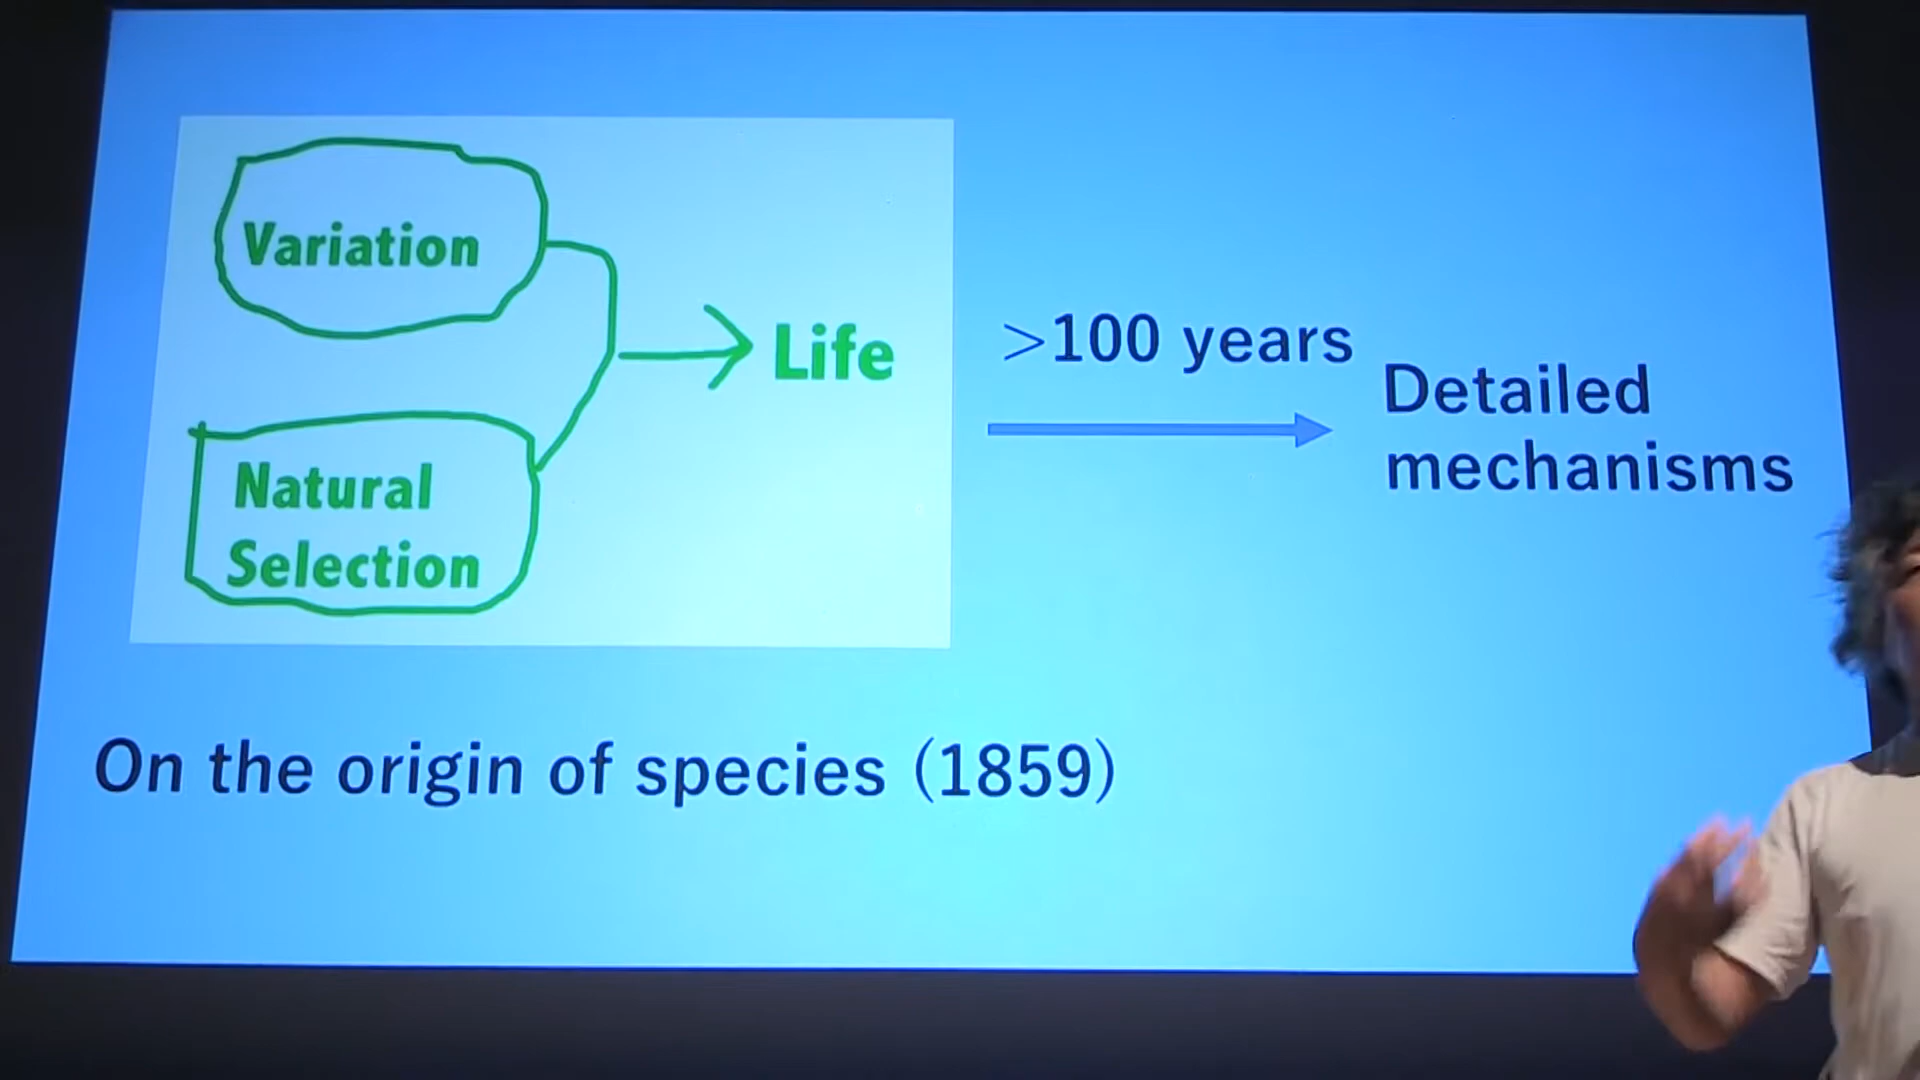 Variation
Natural
Selection
Life
>100 years
Detailed
mechanisms
On the origin of species (1859)